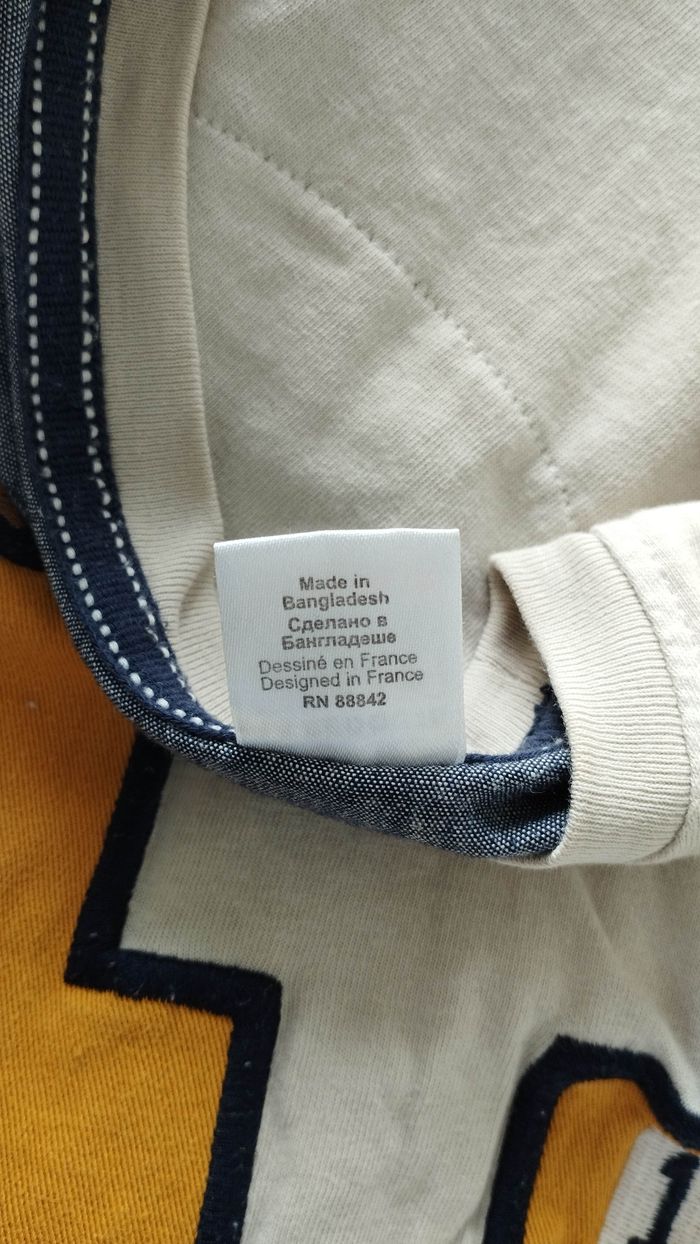 Made in
Bangladesh
Сделано в
Бангладеше
Dessiné en France
Designed in France
RN 88842